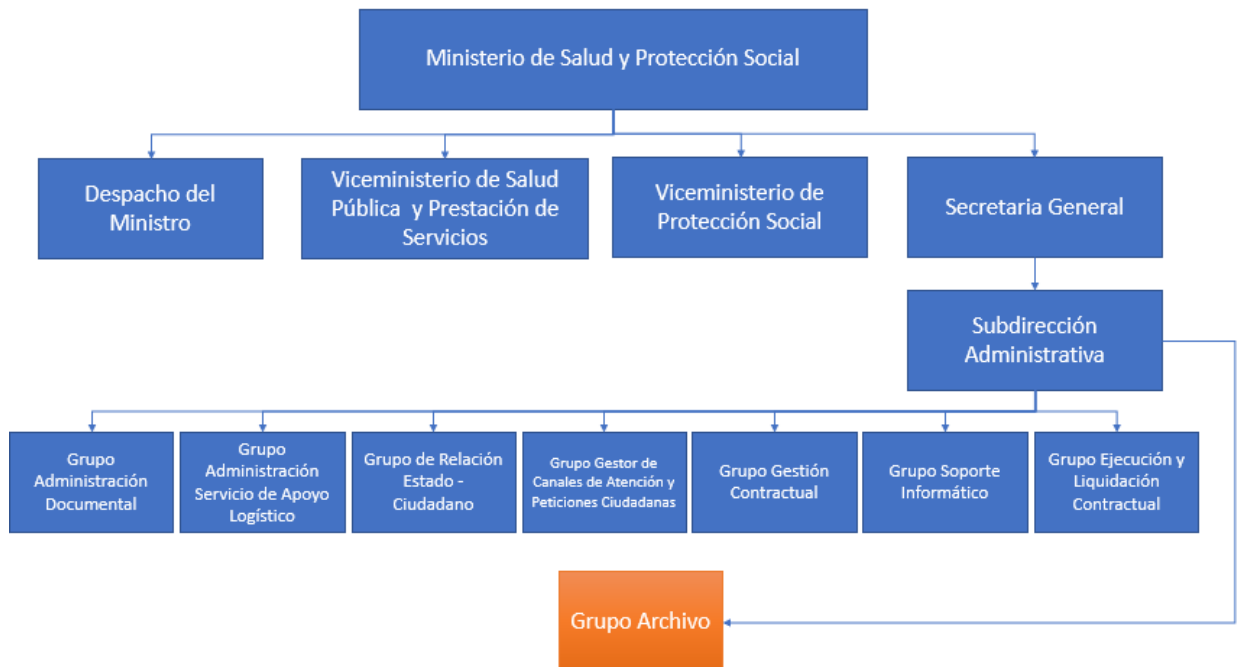 Ministerio de Salud y Protección Social
Despacho del
Ministro
Viceministerio de Salud
Pública y Prestación de
Servicios
Viceministerio de
Protección Social
Secretaria General
Subdirección
Administrativa
Grupo
Administración
Documental
Grupo
Administración
Servicio de Apoyo
Logístico
Grupo de Relación
Estado -
Ciudadano
Grupo Gestor de
Canales de Atención y
Peticiones Ciudadanas
Grupo Gestión
Contractual
Grupo Soporte
Informático
Grupo Ejecución y
Liquidación
Contractual
Grupo Archivo